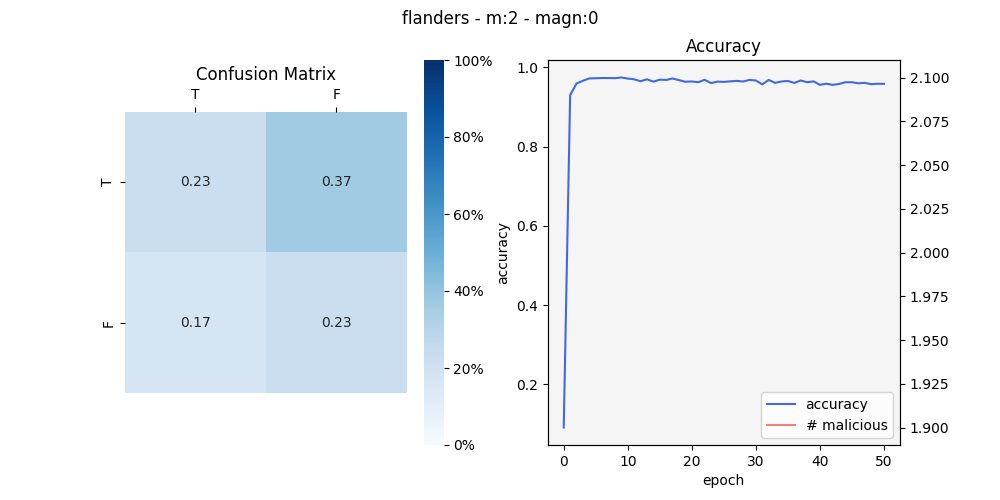 flanders - m:2 - magn:0
Confusion Matrix
T F
T
F
0.23 0.37
0.17 0.23
100%
80%
60%
40%
20%
0%
Accuracy
accuracy
1.0
0.8
0.6
0.4
0.2
2.100
2.075
2.050
2.025
2.000
1.975
1.950
1.925
1.900
accuracy
# malicious
0 10 20 30 40 50
epoch